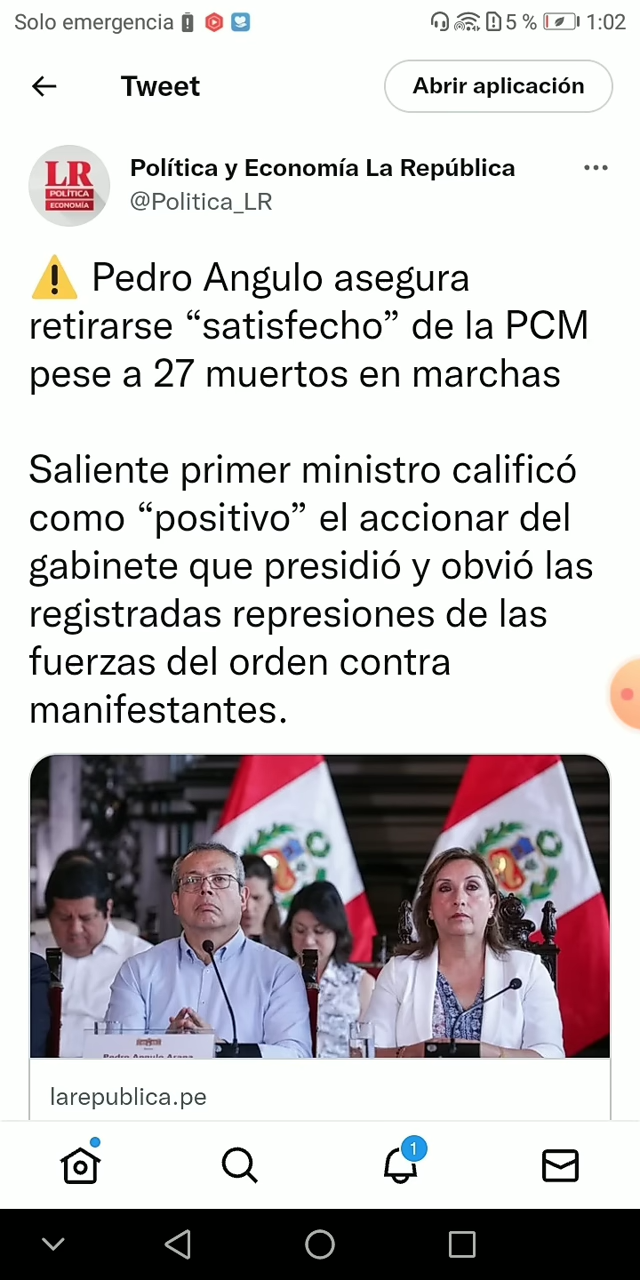 Solo emergencia 5 % 1:02
Tweet Abrir aplicación
LR
POLÍTICA
ECONOMÍA
Política y Economía La República
@Politica_LR
⚠️ Pedro Angulo asegura
retirarse “satisfecho” de la PCM
pese a 27 muertos en marchas
Saliente primer ministro calificó
como “positivo” el accionar del
gabinete que presidió y obvió las
registradas represiones de las
fuerzas del orden contra
manifestantes.
Pedro Angulo Arana
larepublica.pe
1